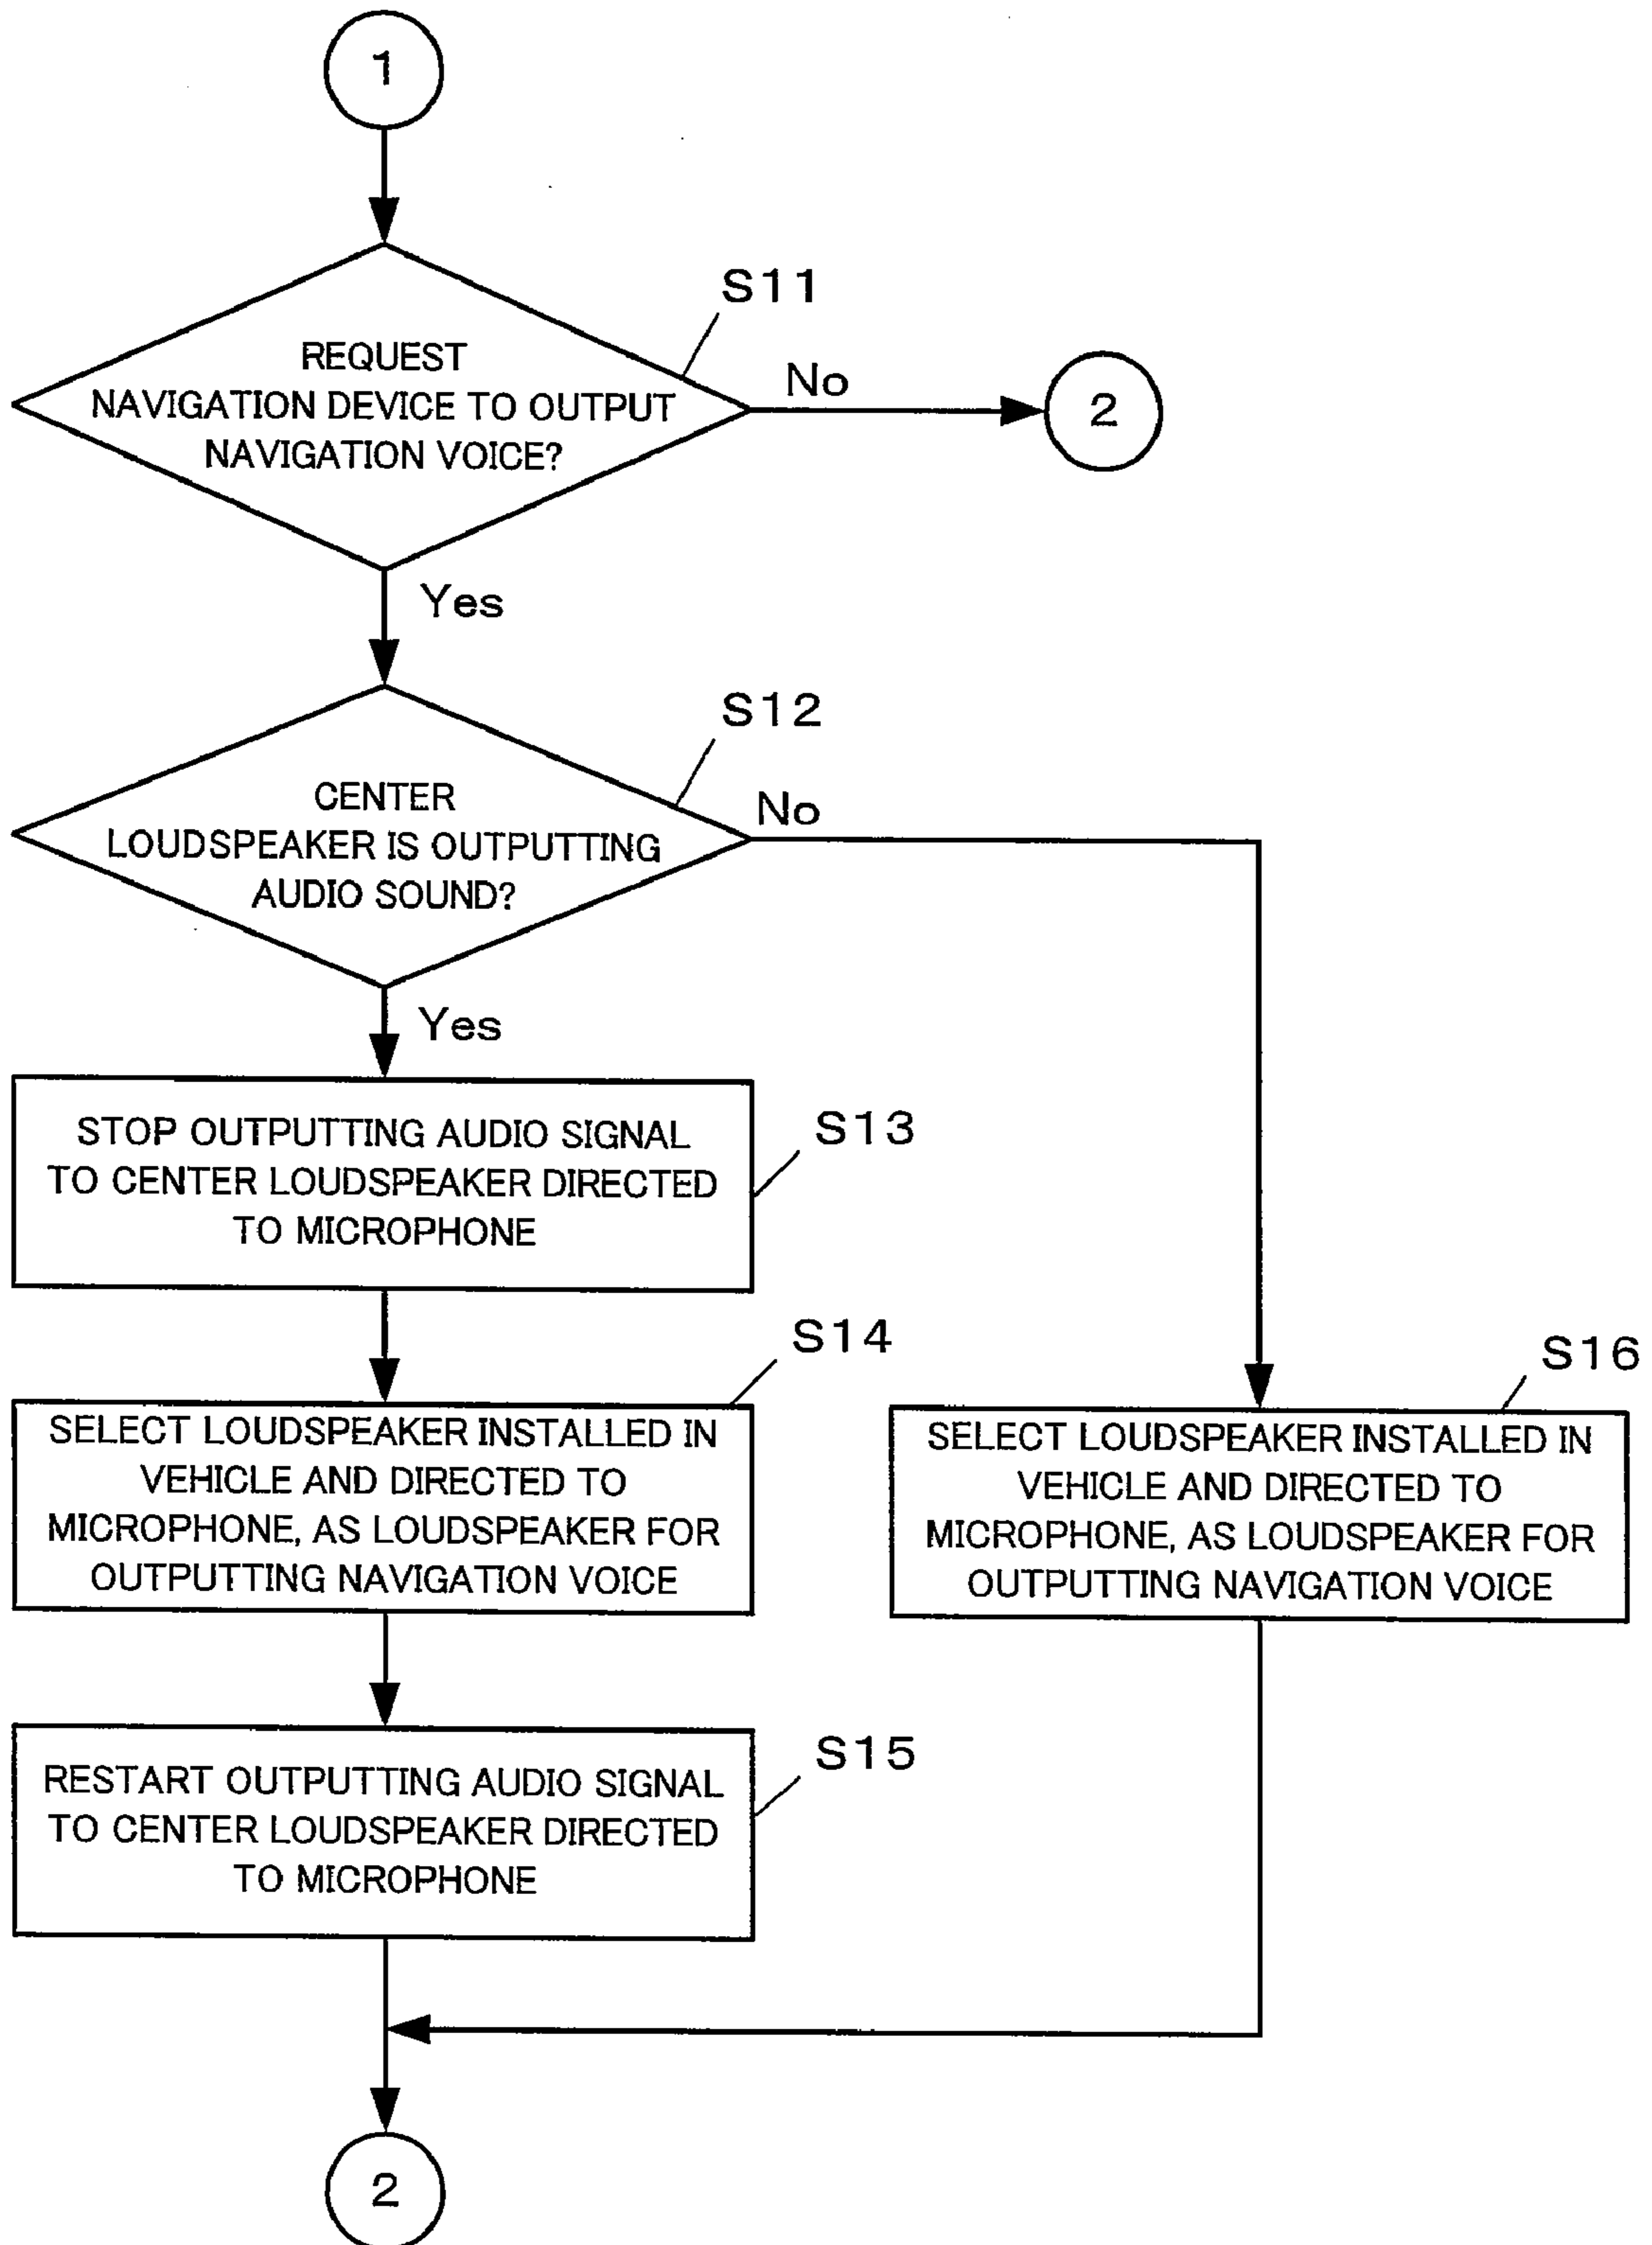 1
S11
REQUEST
NAVIGATION DEVICE TO OUTPUT
NAVIGATION VOICE?
No
2
Yes
S12
CENTER
LOUDSPEAKER IS OUTPUTTING
AUDIO SOUND?
No
Yes
S13
STOP OUTPUTTING AUDIO SIGNAL
TO CENTER LOUDSPEAKER DIRECTED
TO MICROPHONE
S14
SELECT LOUDSPEAKER INSTALLED IN
VEHICLE AND DIRECTED TO
MICROPHONE, AS LOUDSPEAKER FOR
OUTPUTTING NAVIGATION VOICE
S16
SELECT LOUDSPEAKER INSTALLED IN
VEHICLE AND DIRECTED TO
MICROPHONE, AS LOUDSPEAKER FOR
OUTPUTTING NAVIGATION VOICE
S15
RESTART OUTPUTTING AUDIO SIGNAL
TO CENTER LOUDSPEAKER DIRECTED
TO MICROPHONE
2